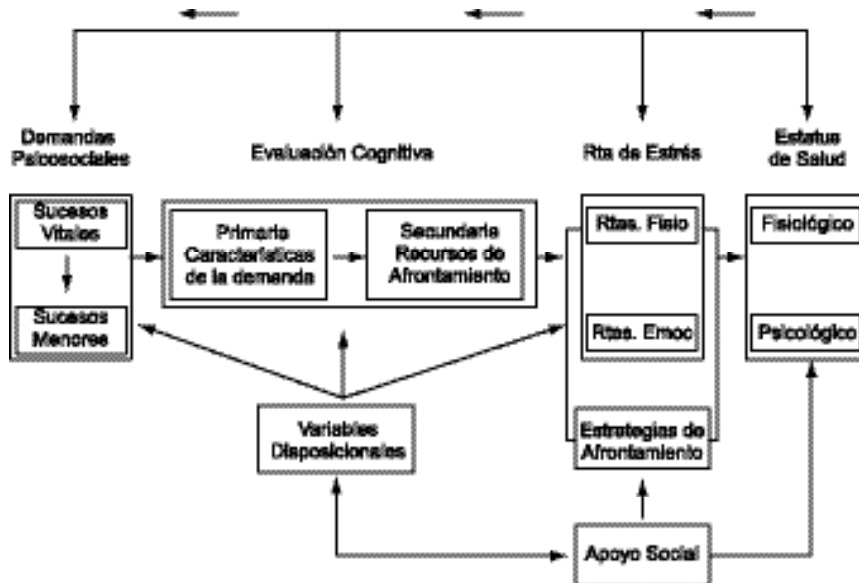 Demandas
Psicosociales
Evaluación Cognitiva
Rta de Estrés
Estatus
de Salud
Sucesos
Vitales
Sucesos
Menores
Primaria
Características
de la demanda
Secundaria
Recursos de
Afrontamiento
Rtas. Fisio
Rtas. Emoc
Fisiológico
Psicológico
Variables
Disposicionales
Estrategias de
Afrontamiento
Apoyo Social